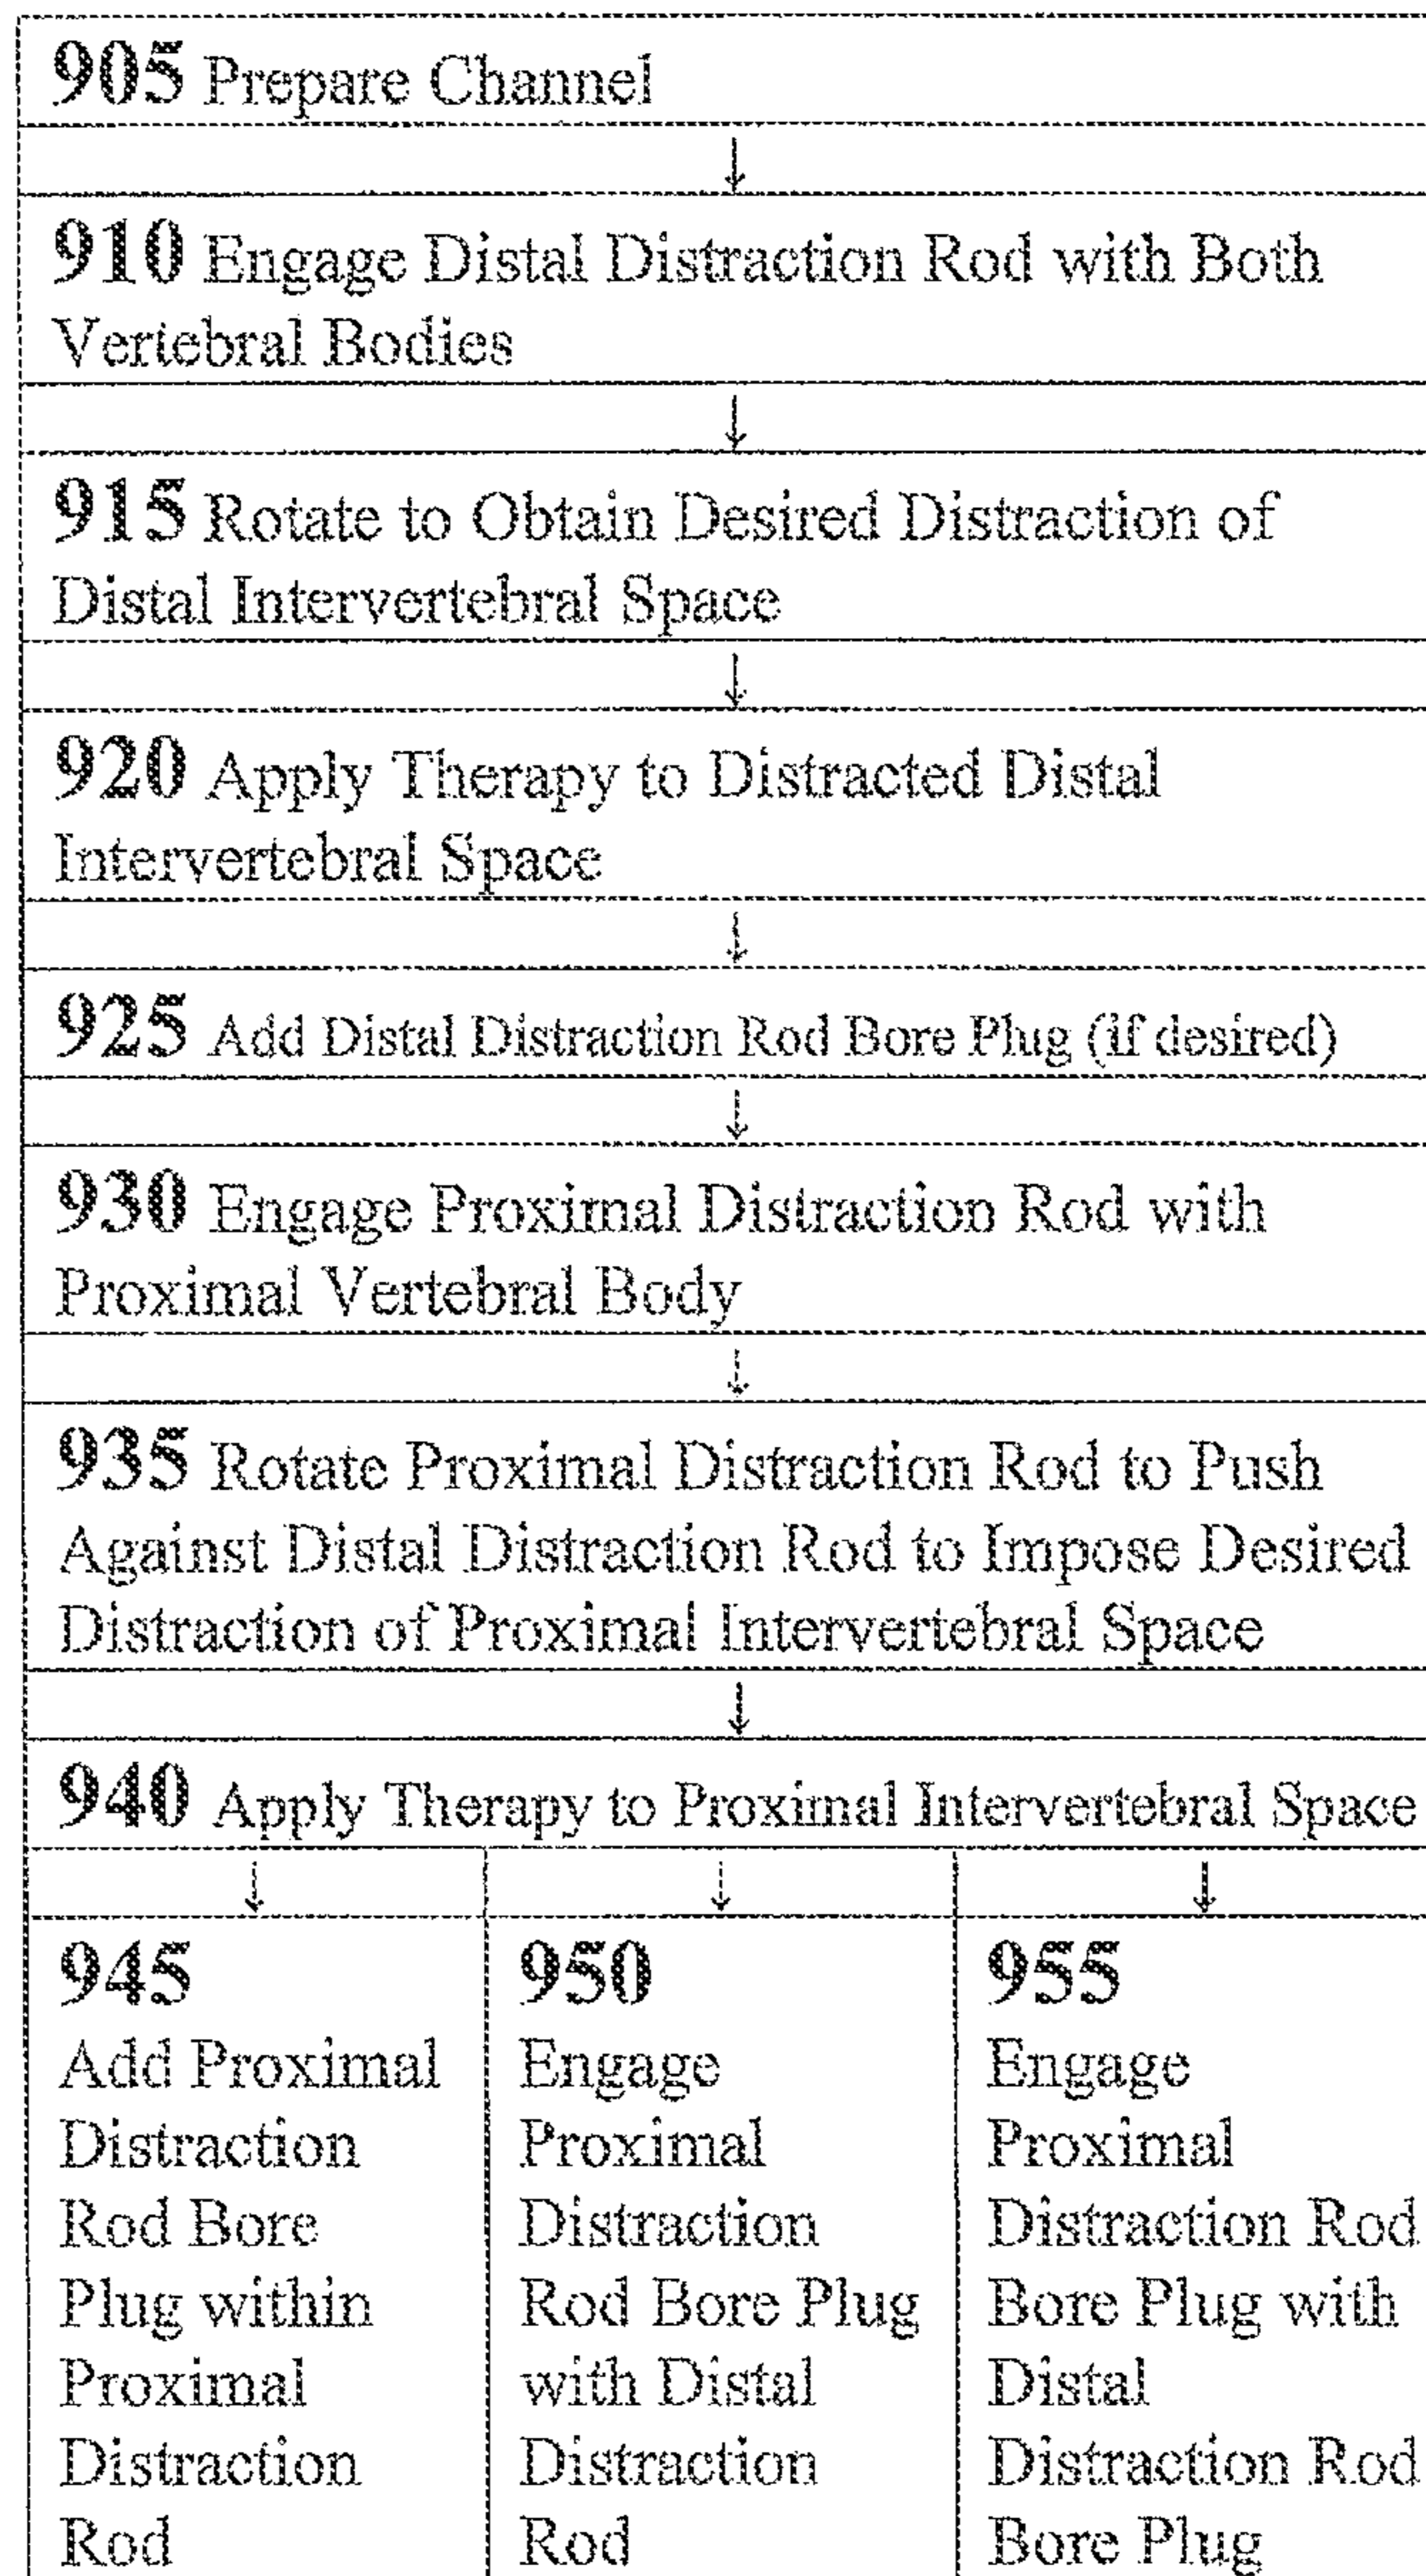 905 Prepare Channel
↓
910 Engage Distal Distraction Rod with Both
Vertebral Bodies
↓
915 Rotate to Obtain Desired Distraction of
Distal Intervertebral Space
↓
920 Apply Therapy to Distracted Distal
Intervertebral Space
↓
925 Add Distal Distraction Rod Bore Plug (if desired)
↓
930 Engage Proximal Distraction Rod with
Proximal Vertebral Body
↓
935 Rotate Proximal Distraction Rod to Push
Against Distal Distraction Rod to Impose Desired
Distraction of Proximal Intervertebral Space
↓
940 Apply Therapy to Proximal Intervertebral Space
↓ ↓ ↓
945
Add Proximal
Distraction
Rod Bore
Plug within
Proximal
Distraction
Rod
950
Engage
Proximal
Distraction
Rod Bore Plug
with Distal
Distraction
Rod
955
Engage
Proximal
Distraction Rod
Bore Plug with
Distal
Distraction Rod
Bore Plug